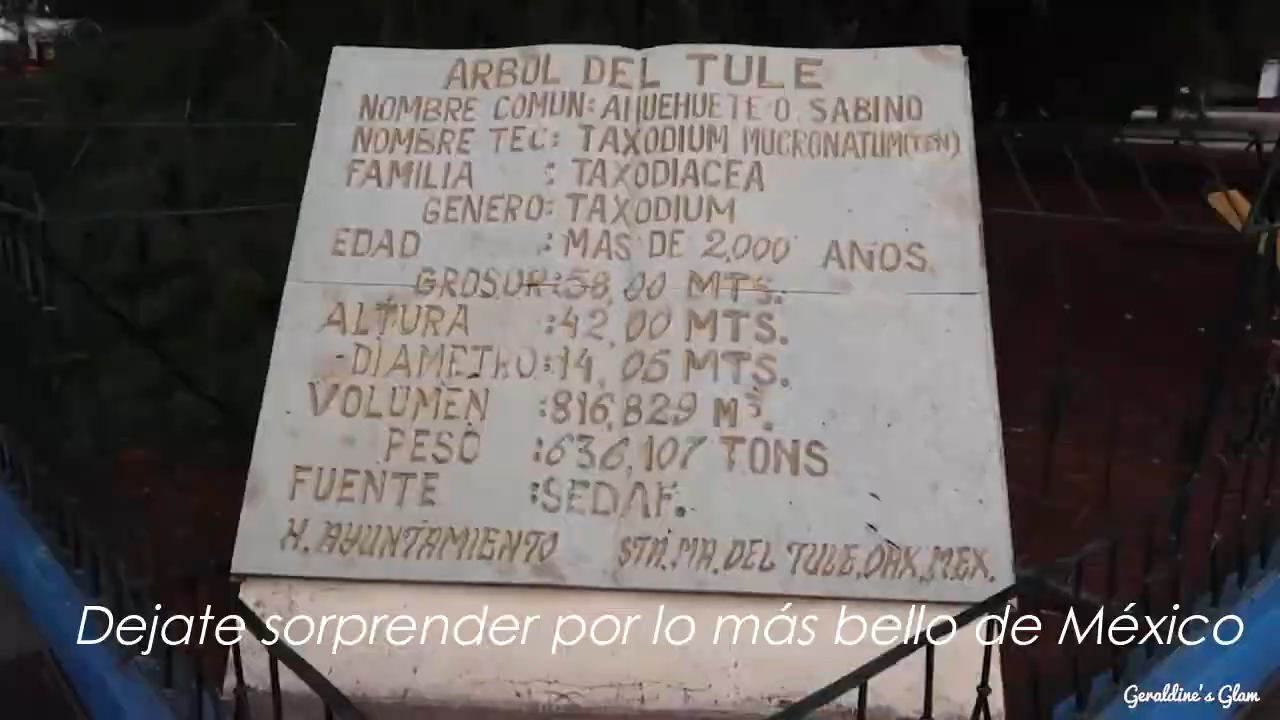 ARBOL DEL TULE
NOMBRE COMUN: AHUEHUETE O. SABINO
NOMBRE TEC: TAXODIUM MUCRONATUM(TEN)
FAMILIA : TAXODIACEA
GENERO: TAXODIUM
EDAD : MAS DE 2,000 AÑOS.
GROSOR:58,00 MTS.
ALTURA :42,00 MTS.
DIAMETRO:14,05 MTS.
VOLUMEN :816,829 M3.
PESO :636,107 TONS
FUENTE :SEDAF.
H. AYUNTAMIENTO STA.MA.DEL TULE,OAX,MEX.
Dejate sorprender por lo más bello de México
Geraldine's Glam